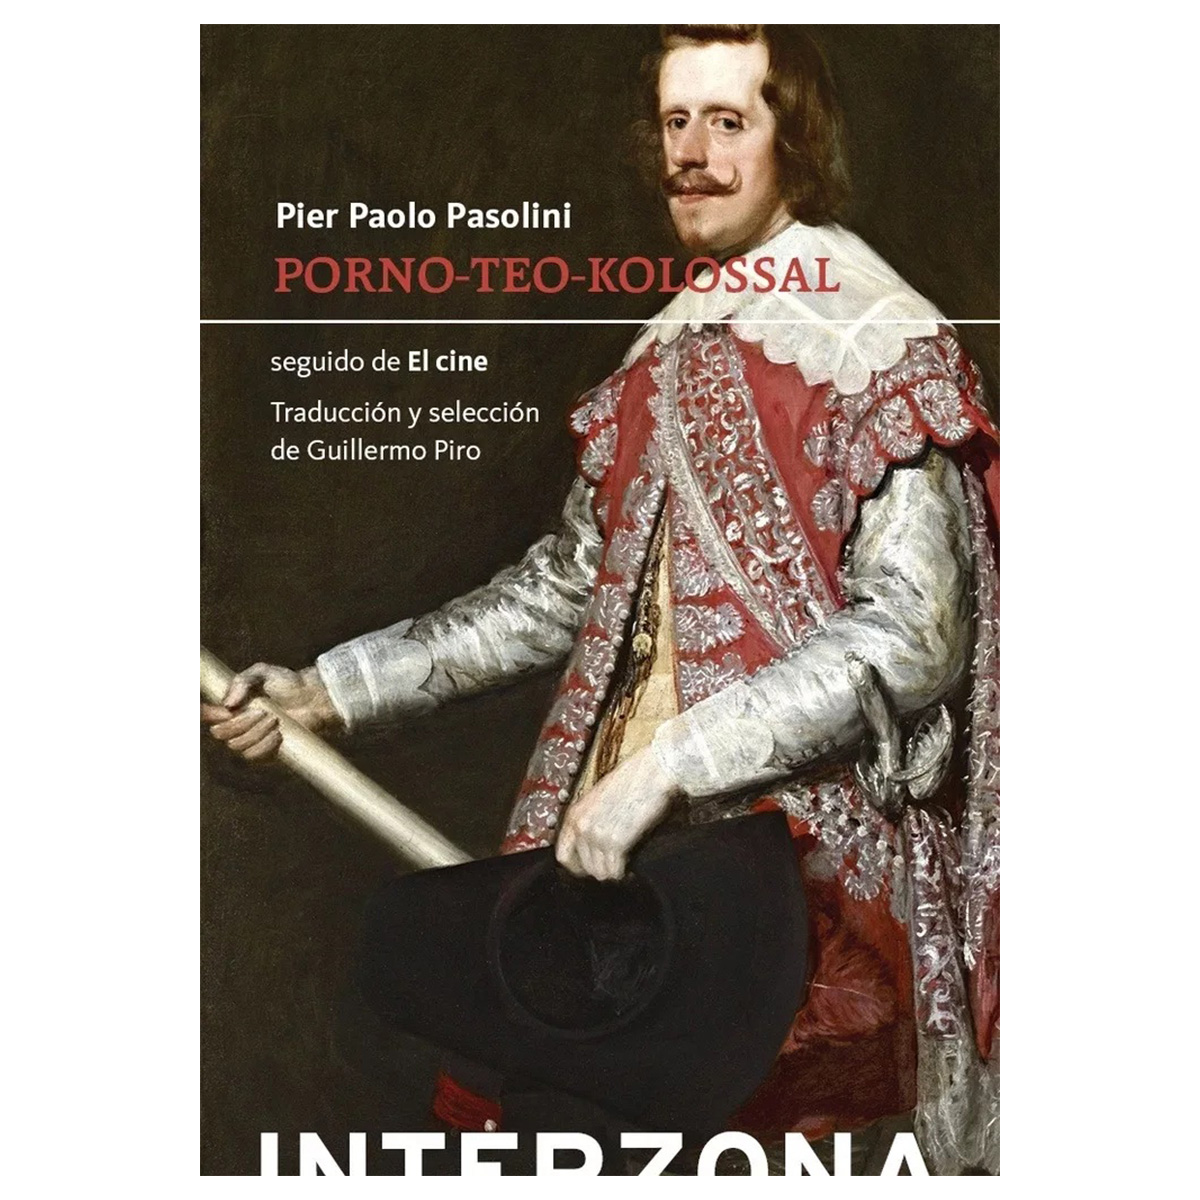 Pier Paolo Pasolini
PORNO-TEO-KOLOSSAL
seguido de El cine
Traducción y selección
de Guillermo Piro
INTERZONA